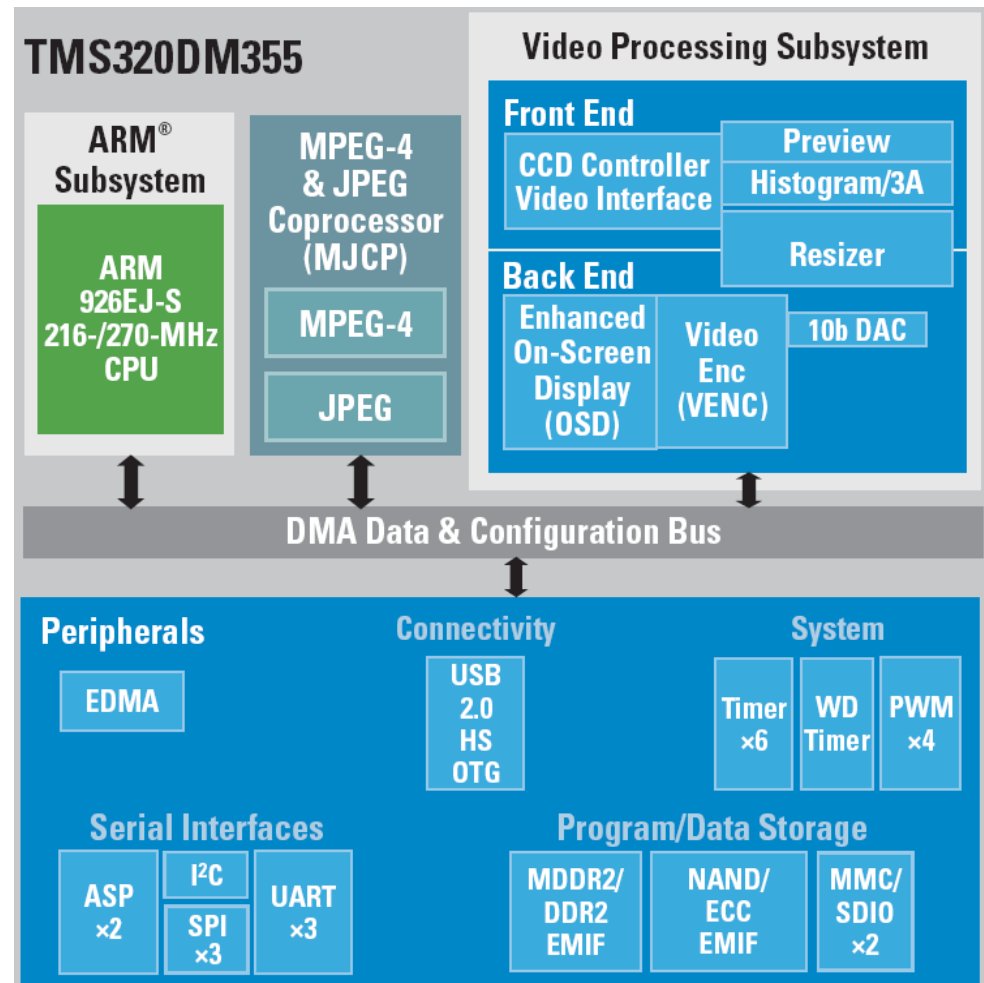 TMS320DM355
ARM®
Subsystem
ARM
926EJ-S
216-/270-MHz
CPU
MPEG-4
& JPEG
Coprocessor
(MJCP)
MPEG-4
JPEG
Video Processing Subsystem
Front End
CCD Controller
Video Interface
Preview
Histogram/3A
Resizer
Back End
Enhanced
On-Screen
Display
(OSD)
Video
Enc
(VENC)
10b DAC
DMA Data & Configuration Bus
Peripherals
EDMA
Connectivity
USB
2.0
HS
OTG
System
Timer
×6
WD
Timer
PWM
×4
Serial Interfaces
ASP
×2
I²C
SPI
×3
UART
×3
Program/Data Storage
MDDR2/
DDR2
EMIF
NAND/
ECC
EMIF
MMC/
SDIO
×2